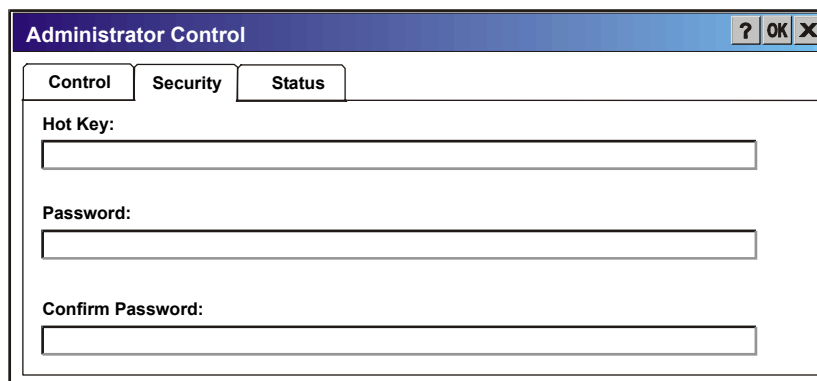 Administrator Control ? OK X
Control Security Status
Hot Key:
Password:
Confirm Password: